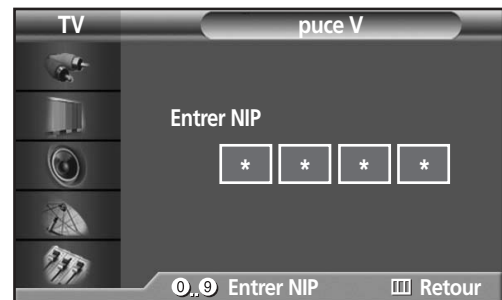 TV puce V
Entrer NIP
* * * *
0..9 Entrer NIP Retour